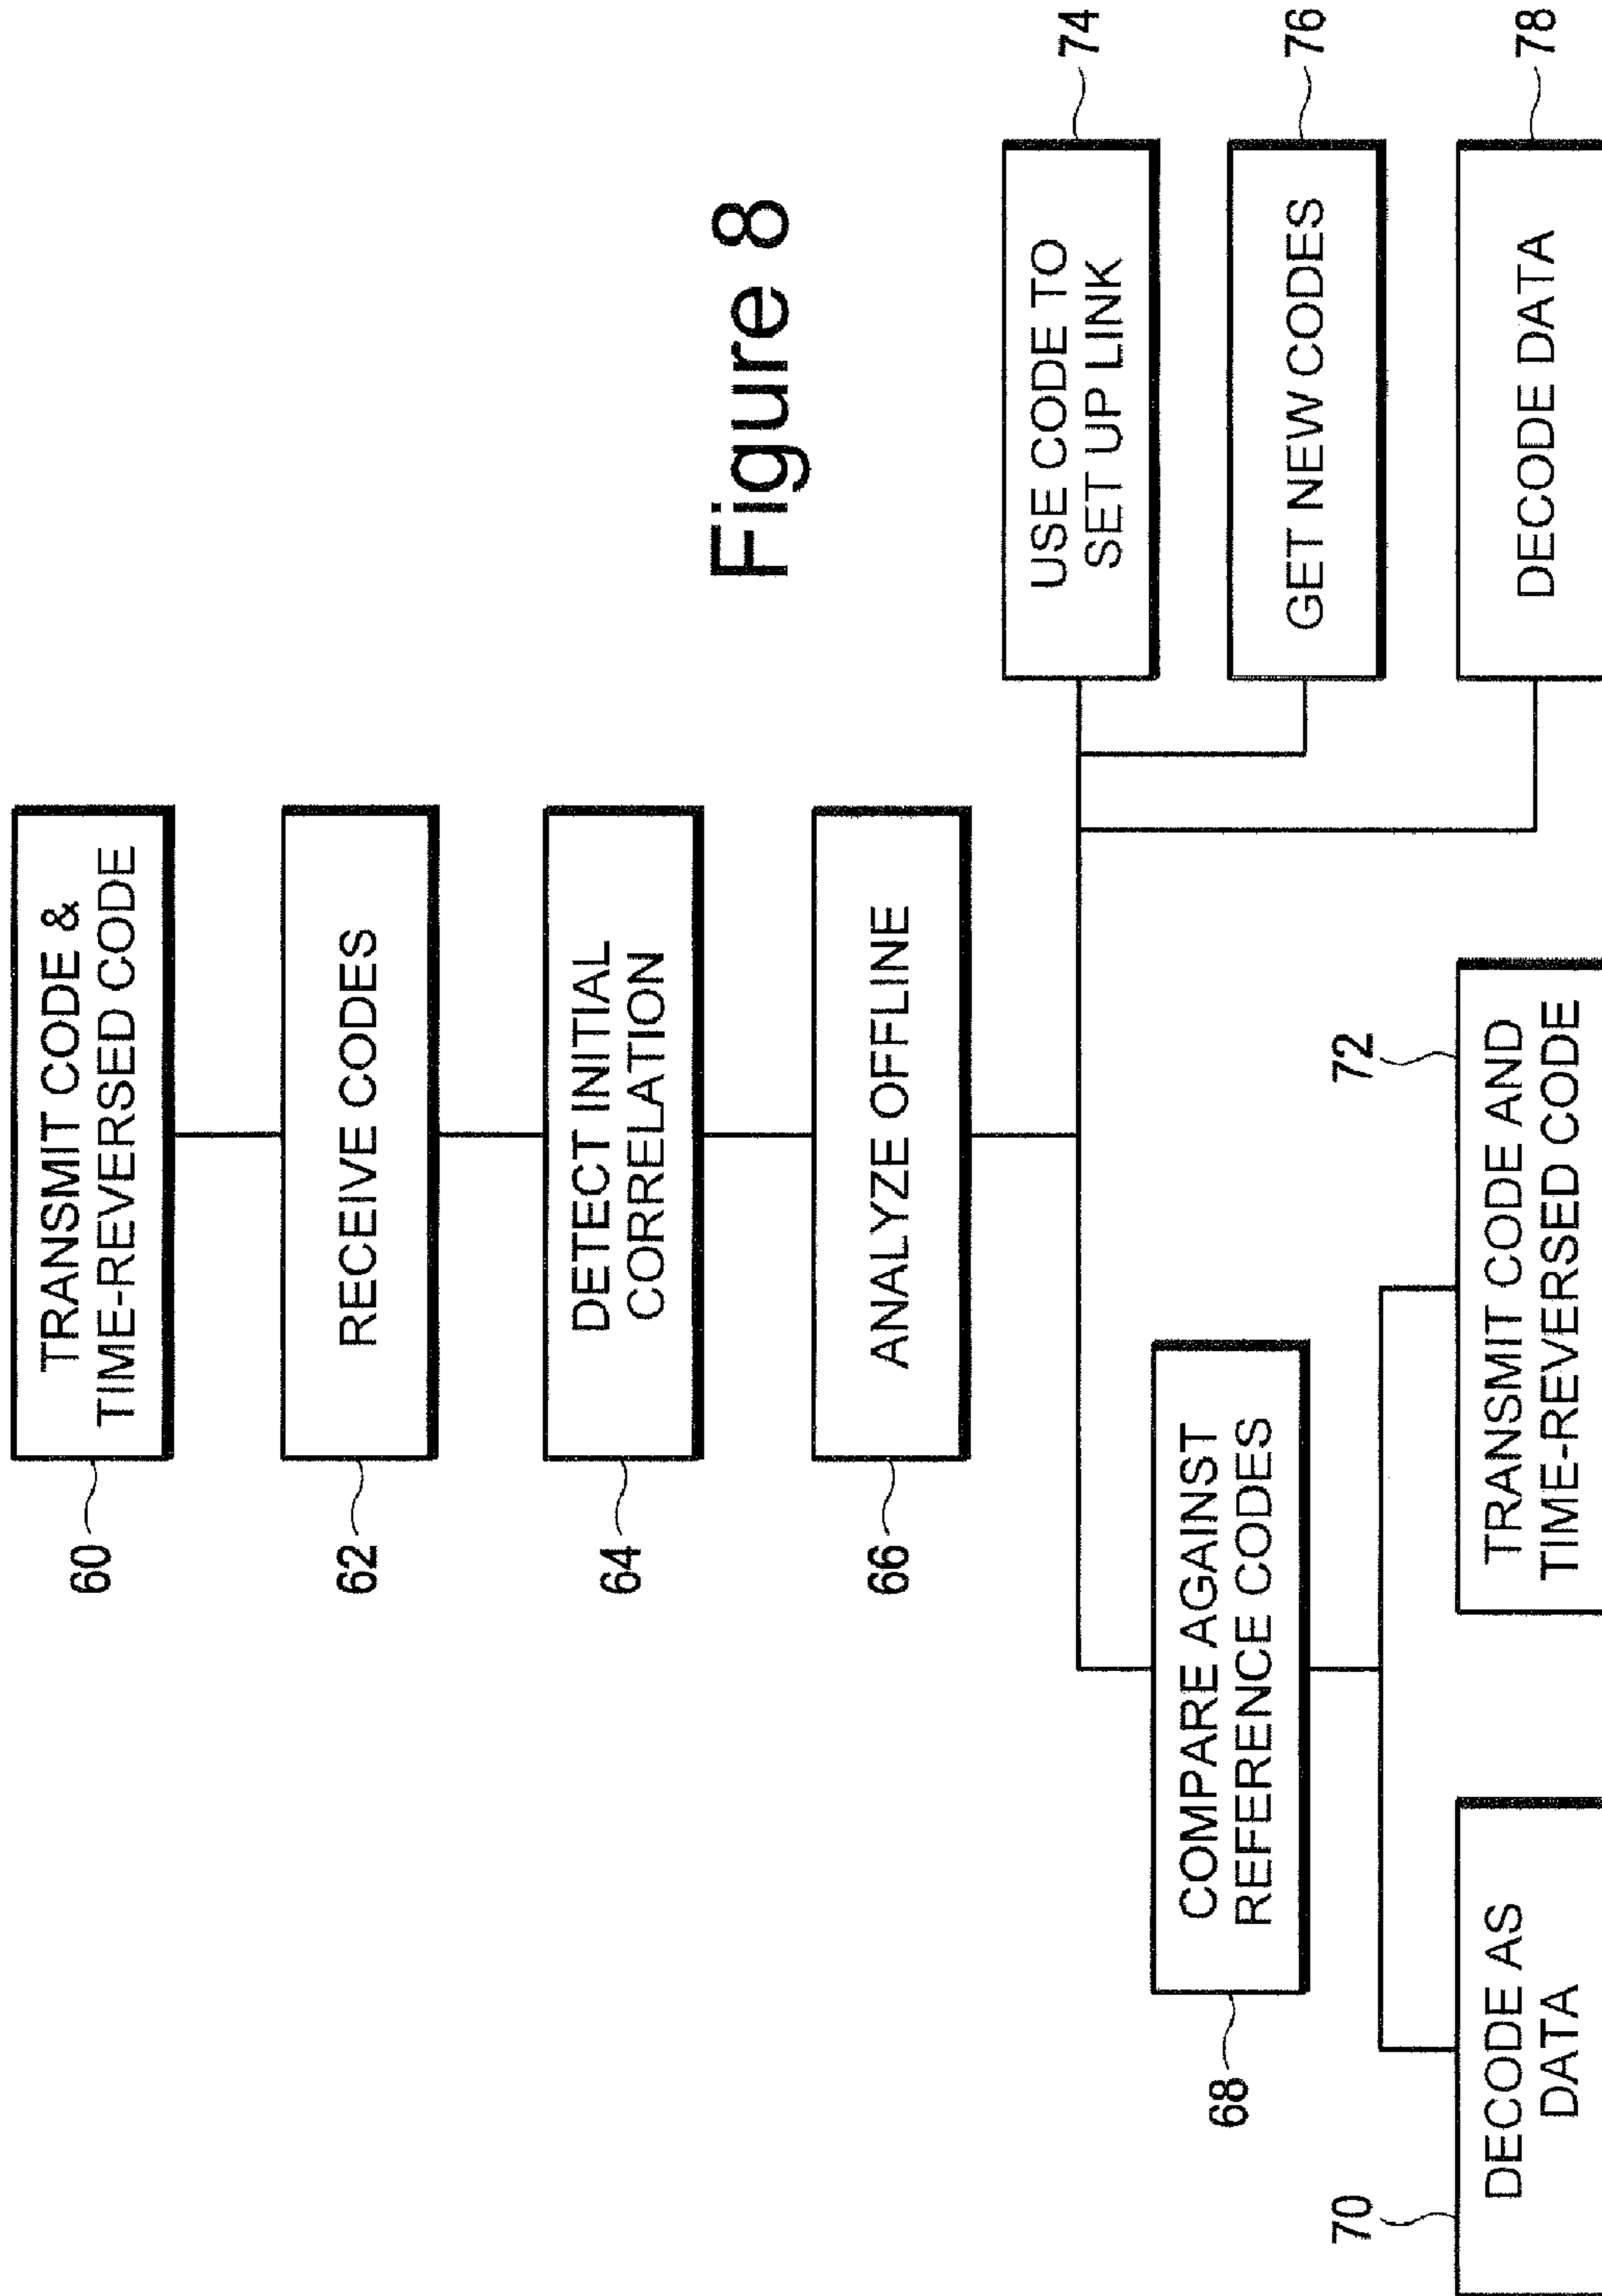 60
TRANSMIT CODE &
TIME-REVERSED CODE
62
RECEIVE CODES
64
DETECT INITIAL
CORRELATION
66
ANALYZE OFFLINE
Figure 8
68
COMPARE AGAINST
REFERENCE CODES
70
DECODE AS
DATA
72
TRANSMIT CODE AND
TIME-REVERSED CODE
USE CODE TO
SET UP LINK
74
GET NEW CODES
76
DECODE DATA
78